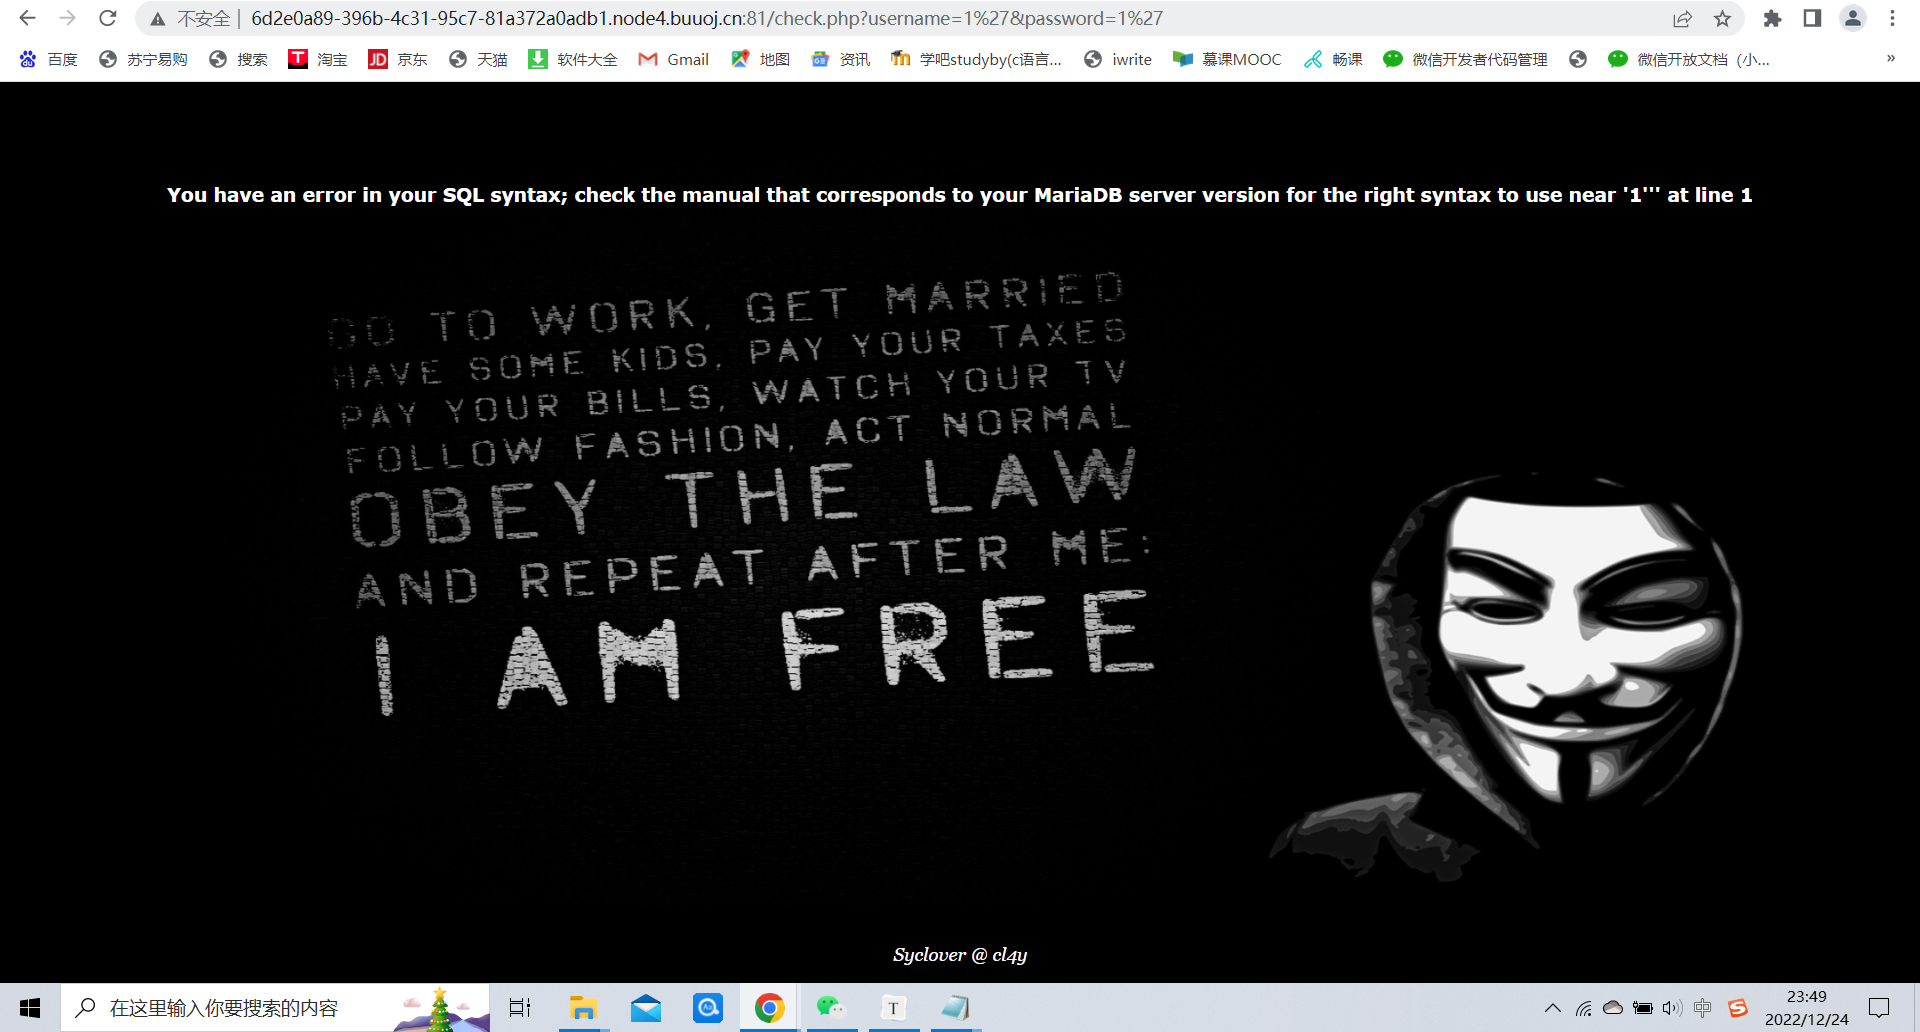 不安全 | 6d2e0a89-396b-4c31-95c7-81a372a0adb1.node4.buuoj.cn:81/check.php?username=1%27&password=1%27
百度 苏宁易购 搜索 淘宝 JD 京东 天猫 软件大全 Gmail 地图 资讯 学吧studyby(c语言... iwrite 慕课MOOC 畅课 微信开发者代码管理 微信开放文档（小... »
You have an error in your SQL syntax; check the manual that corresponds to your MariaDB server version for the right syntax to use near '1''' at line 1
GO TO WORK, GET MARRIED
HAVE SOME KIDS, PAY YOUR TAXES
PAY YOUR BILLS, WATCH YOUR TV
FOLLOW FASHION, ACT NORMAL
OBEY THE LAW
AND REPEAT AFTER ME:
I AM FREE
Syclover @ cl4y
在这里输入你要搜索的内容
T
中
S
23:49
2022/12/24